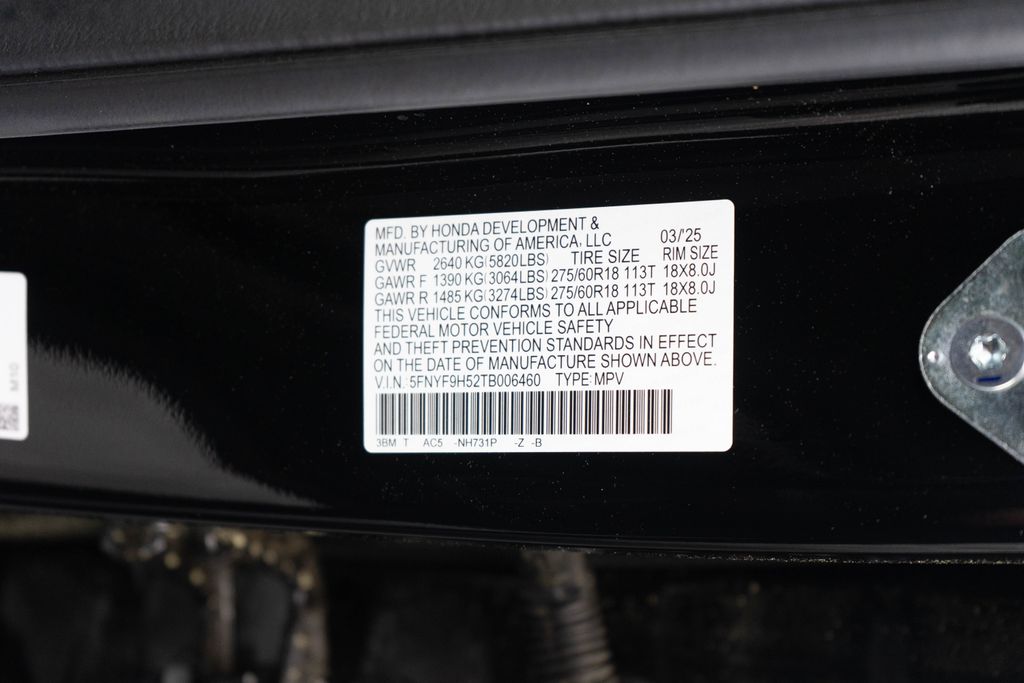 MFD. BY HONDA DEVELOPMENT &
MANUFACTURING OF AMERICA, LLC 03/'25
GVWR 2640 KG(5820LBS) TIRE SIZE RIM SIZE
GAWR F 1390 KG(3064LBS) 275/60R18 113T 18X8.0J
GAWR R 1485 KG(3274LBS) 275/60R18 113T 18X8.0J
THIS VEHICLE CONFORMS TO ALL APPLICABLE
FEDERAL MOTOR VEHICLE SAFETY
AND THEFT PREVENTION STANDARDS IN EFFECT
ON THE DATE OF MANUFACTURE SHOWN ABOVE.
V.I.N.: 5FNYF9H52TB006460 TYPE: MPV
3BM T AC5 -NH731P -Z -B
M10